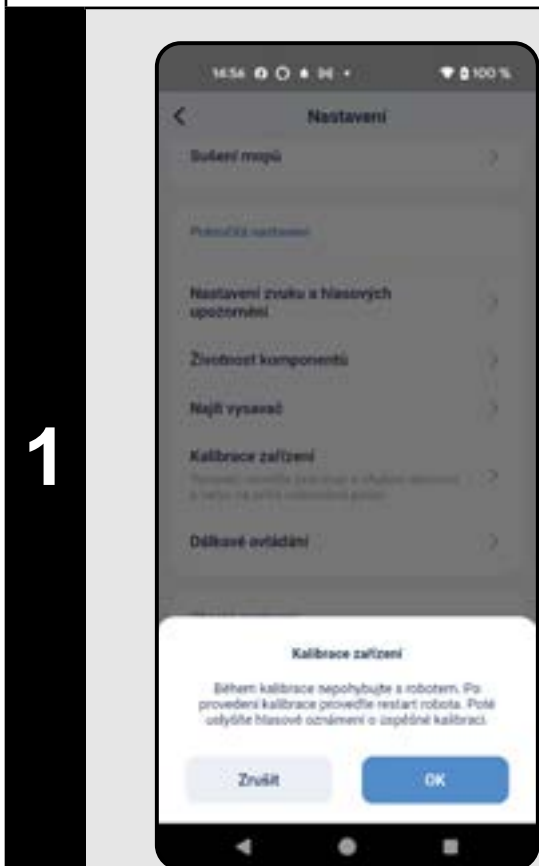 1
14:54
100 %
Nastavení
Sušení mopů
Pokročilá nastavení
Nastavení zvuku a hlasových
upozornění
Životnost komponentů
Najít vysavač
Kalibrace zařízení
Dálkové ovládání
Kalibrace zařízení
Během kalibrace nepohybujte s robotem. Po
provedení kalibrace proveďte restart robota. Poté
uslyšíte hlasové oznámení o úspěšné kalibraci.
Zrušit
OK